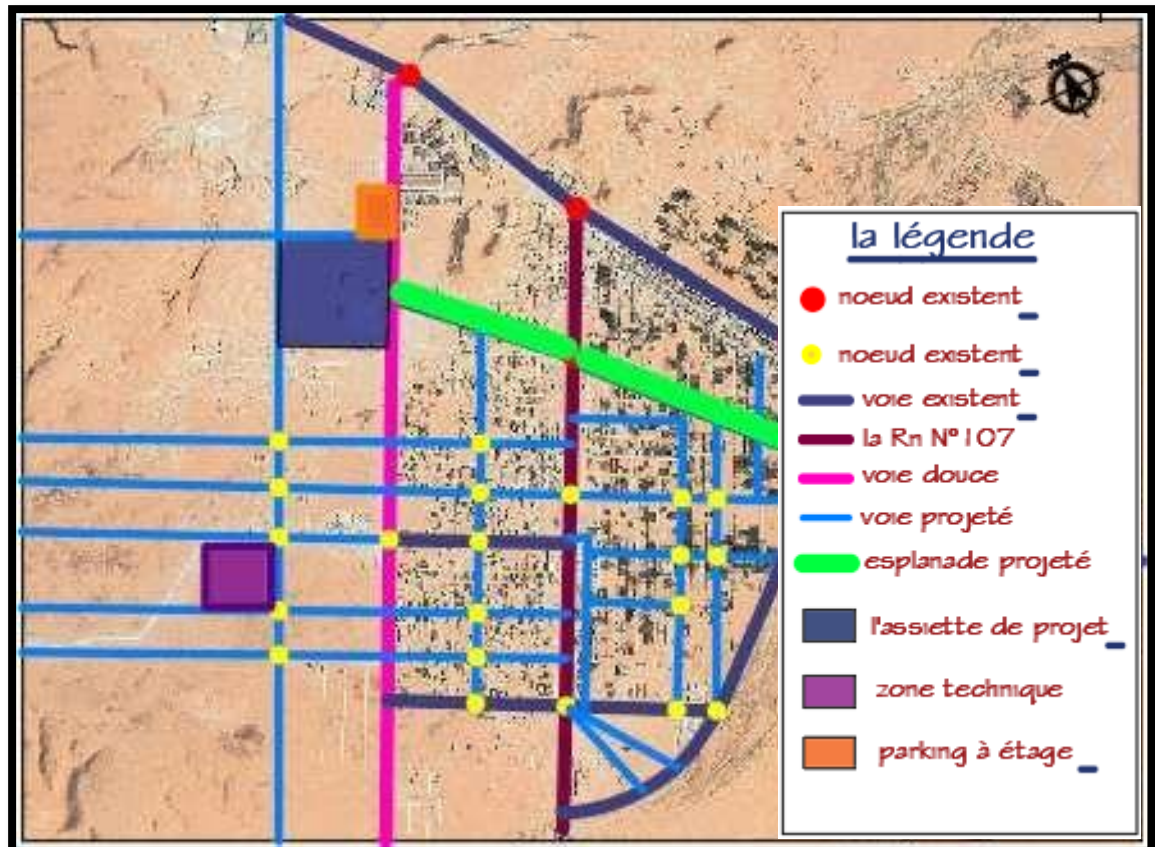 la légende
noeud existent
noeud existent
voie existent
la Rn N°107
voie douce
voie projeté
esplanade projeté
l'assiette de projet
zone technique
parking à étage